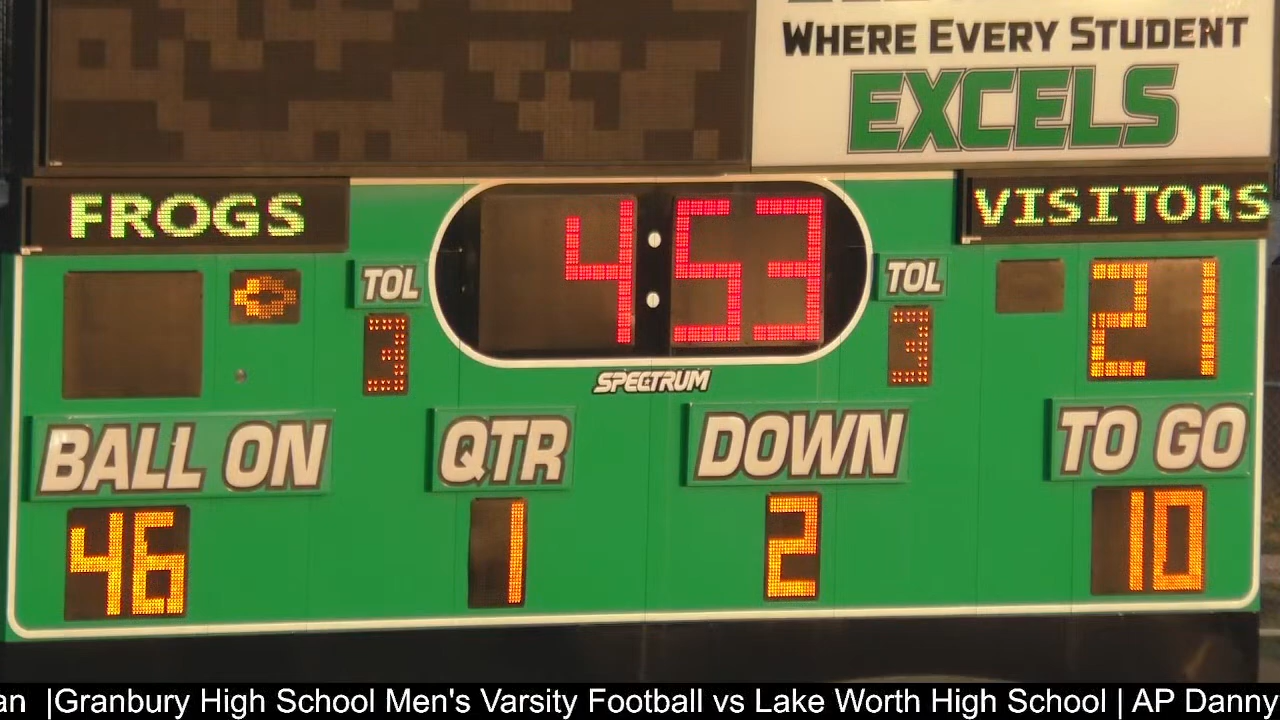 WHERE EVERY STUDENT
EXCELS
FROGS
4:53
VISITORS
TOL
TOL
3
3
21
SPECTRUM
BALL ON
QTR
DOWN
TO GO
46
1
2
10
an |Granbury High School Men's Varsity Football vs Lake Worth High School | AP Danny